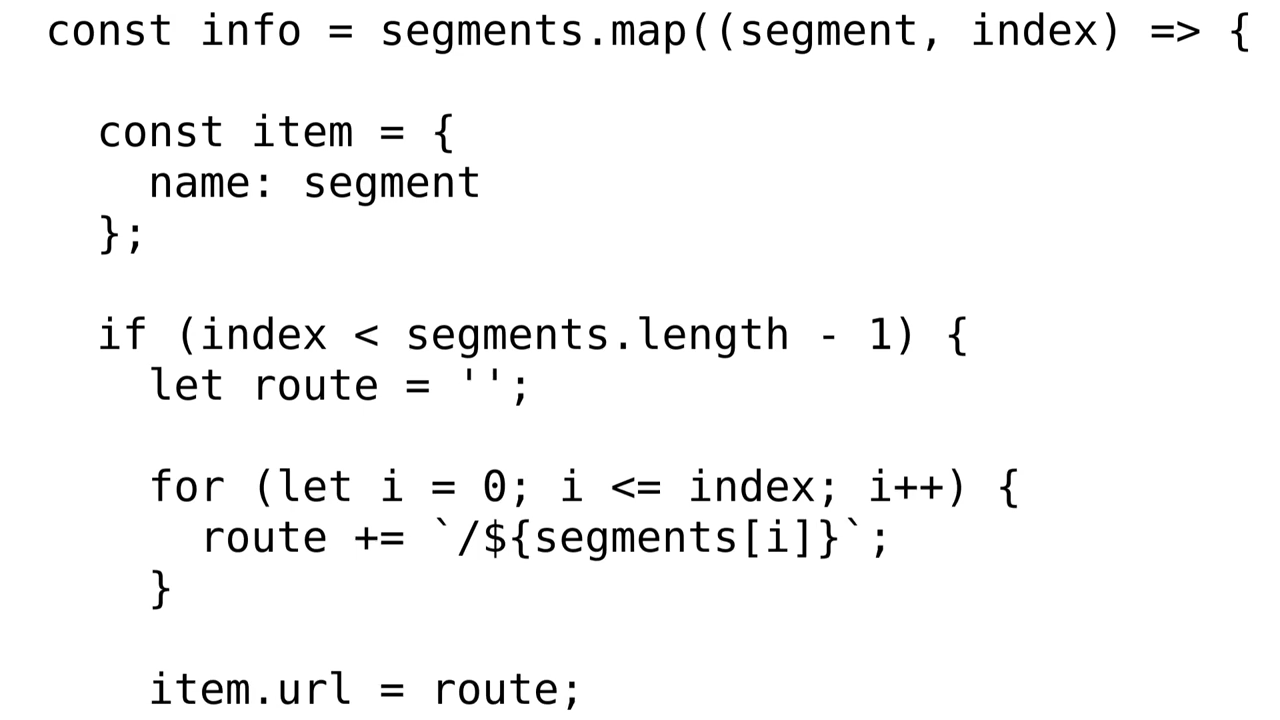 const info = segments.map((segment, index) => {
const item = {
name: segment
};
if (index < segments.length - 1) {
let route = '';
for (let i = 0; i <= index; i++) {
route += `/${segments[i]}`;
}
item.url = route;